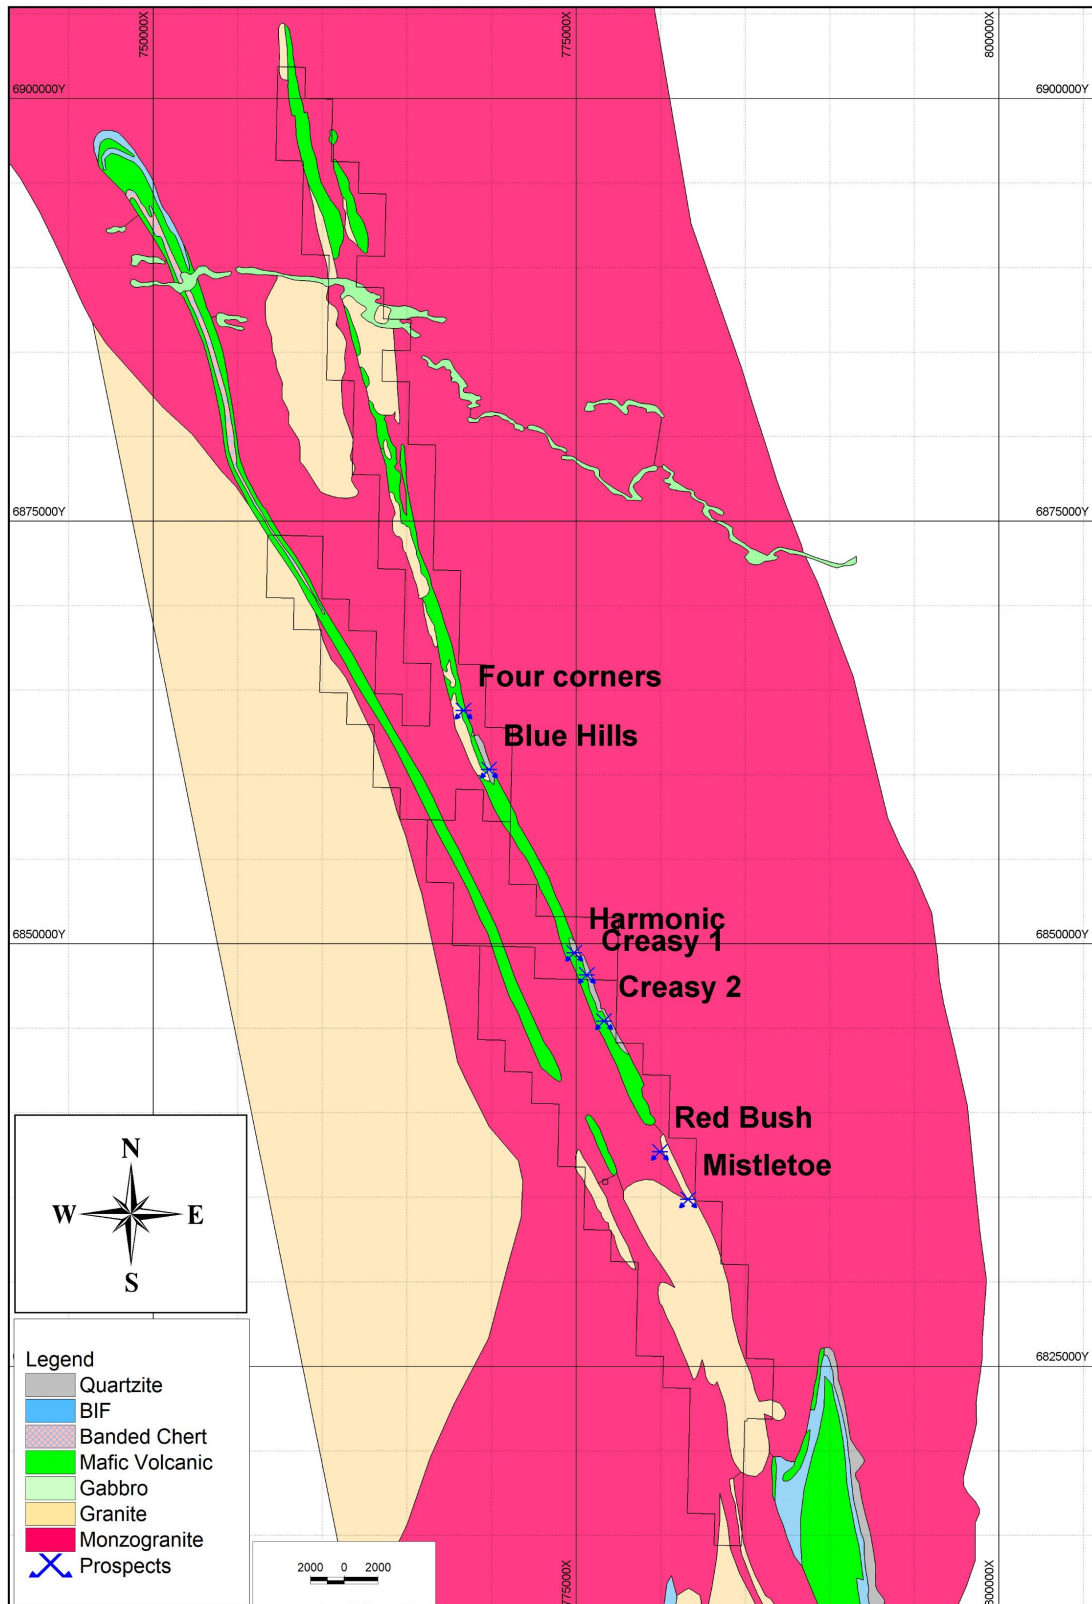 750000X
775000X
800000X
6900000Y
6900000Y
6875000Y
6875000Y
Four corners
Blue Hills
Harmonic
Creasy 1
6850000Y
6850000Y
Creasy 2
Red Bush
Mistletoe
N
W
E
S
6825000Y
Legend
Quartzite
BIF
Banded Chert
Mafic Volcanic
Gabbro
Granite
Monzogranite
Prospects
2000 0 2000
775000X